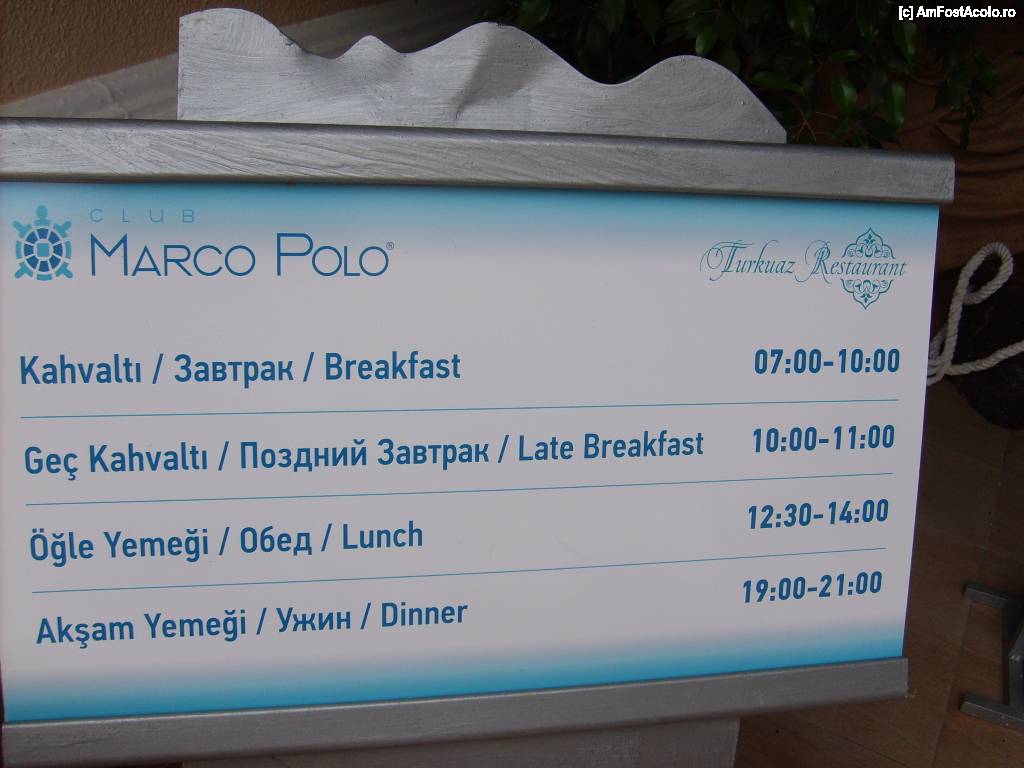 [c] AmFostAcolo.ro
CLUB
MARCO POLO®
Turkuaz Restaurant
Kahvaltı / Завтрак / Breakfast 07:00-10:00
Geç Kahvaltı / Поздний Завтрак / Late Breakfast 10:00-11:00
Öğle Yemeği / Обед / Lunch 12:30-14:00
Akşam Yemeği / Ужин / Dinner 19:00-21:00